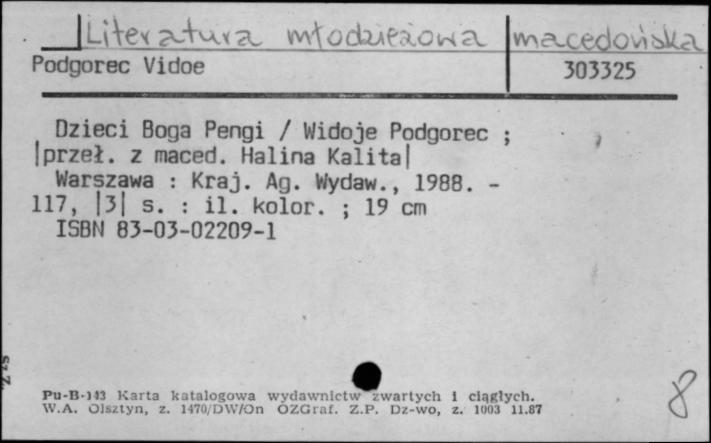 Literatura młodzieżowa macedońska
Podgorec Vidoe 303325
Dzieci Boga Pengi / Widoje Podgorec ;
|przeł. z maced. Halina Kalita|
Warszawa : Kraj. Ag. Wydaw., 1988. -
117, |3| s. : il. kolor. ; 19 cm
ISBN 83-03-02209-1
Pu-B-143 Karta katalogowa wydawnictw zwartych i ciągłych.
W.A. Olsztyn, z. 1470/DW/On OZGraf. Z.P. Dz-wo, z. 1003 11.87
8